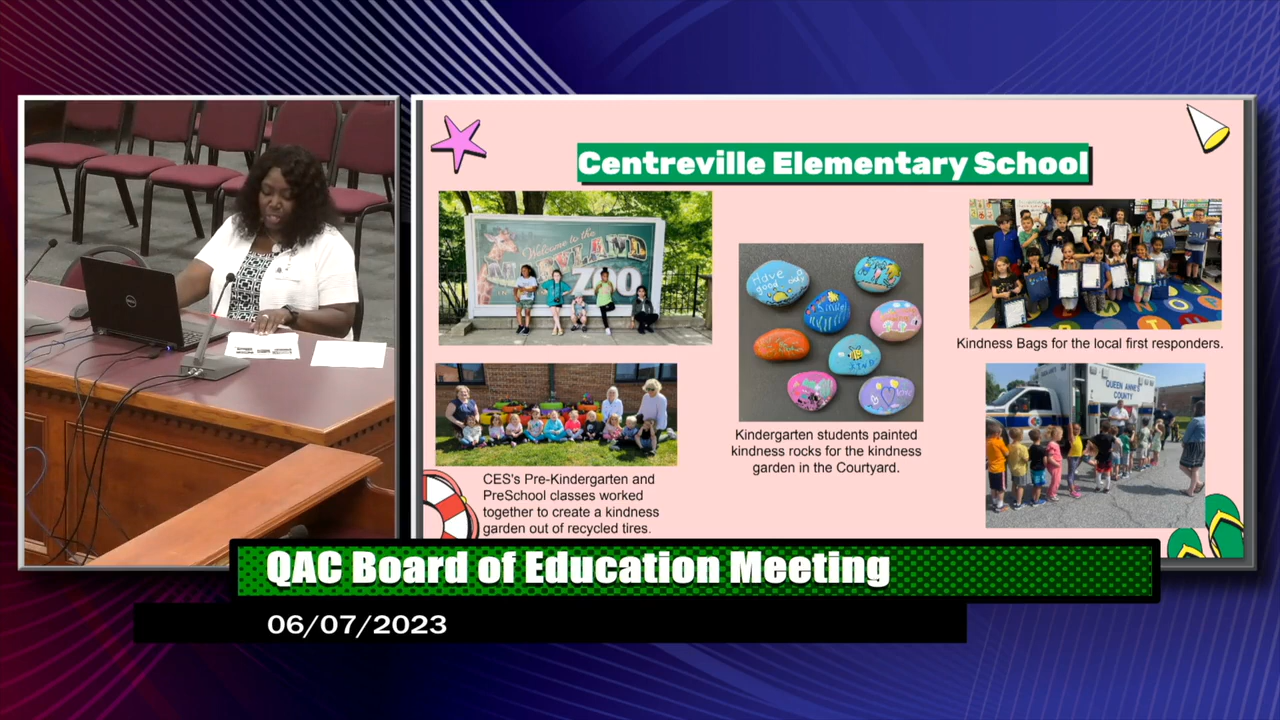 Centreville Elementary School
Welcome to the
MARYLAND
ZOO
Kindness Bags for the local first responders.
QUEEN ANNE'S
COUNTY
Kindergarten students painted
kindness rocks for the kindness
garden in the Courtyard.
CES's Pre-Kindergarten and
PreSchool classes worked
together to create a kindness
garden out of recycled tires.
QAC Board of Education Meeting
06/07/2023